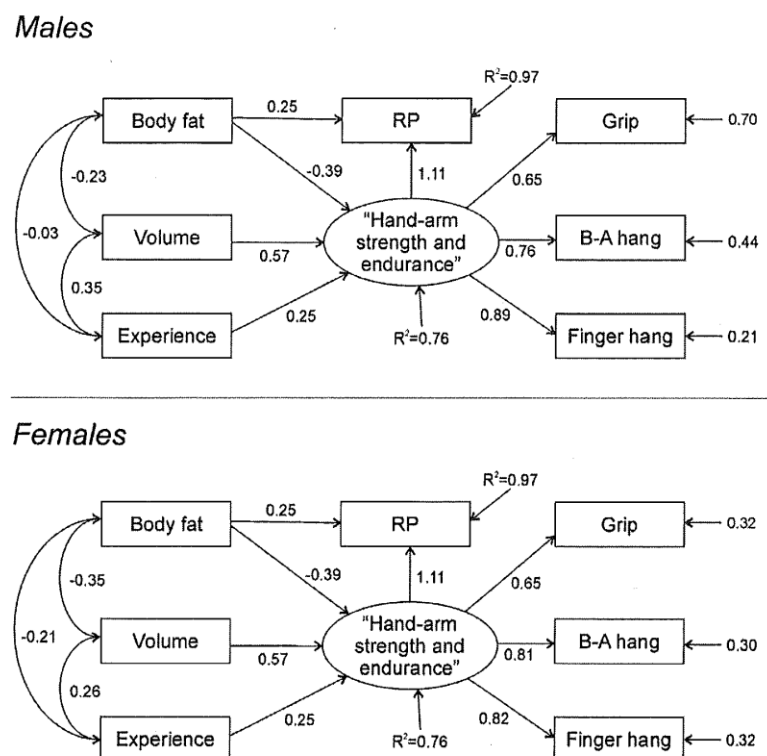 Males
R²=0.97
Body fat
0.25
RP
Grip
0.70
-0.39
1.11
0.65
-0.23
-0.03
Volume
0.57
"Hand-arm
strength and
endurance"
0.76
B-A hang
0.44
0.35
0.25
0.89
Experience
R²=0.76
Finger hang
0.21
Females
R²=0.97
Body fat
0.25
RP
Grip
0.32
-0.39
1.11
0.65
-0.35
-0.21
Volume
0.57
"Hand-arm
strength and
endurance"
0.81
B-A hang
0.30
0.26
0.25
0.82
Experience
R²=0.76
Finger hang
0.32